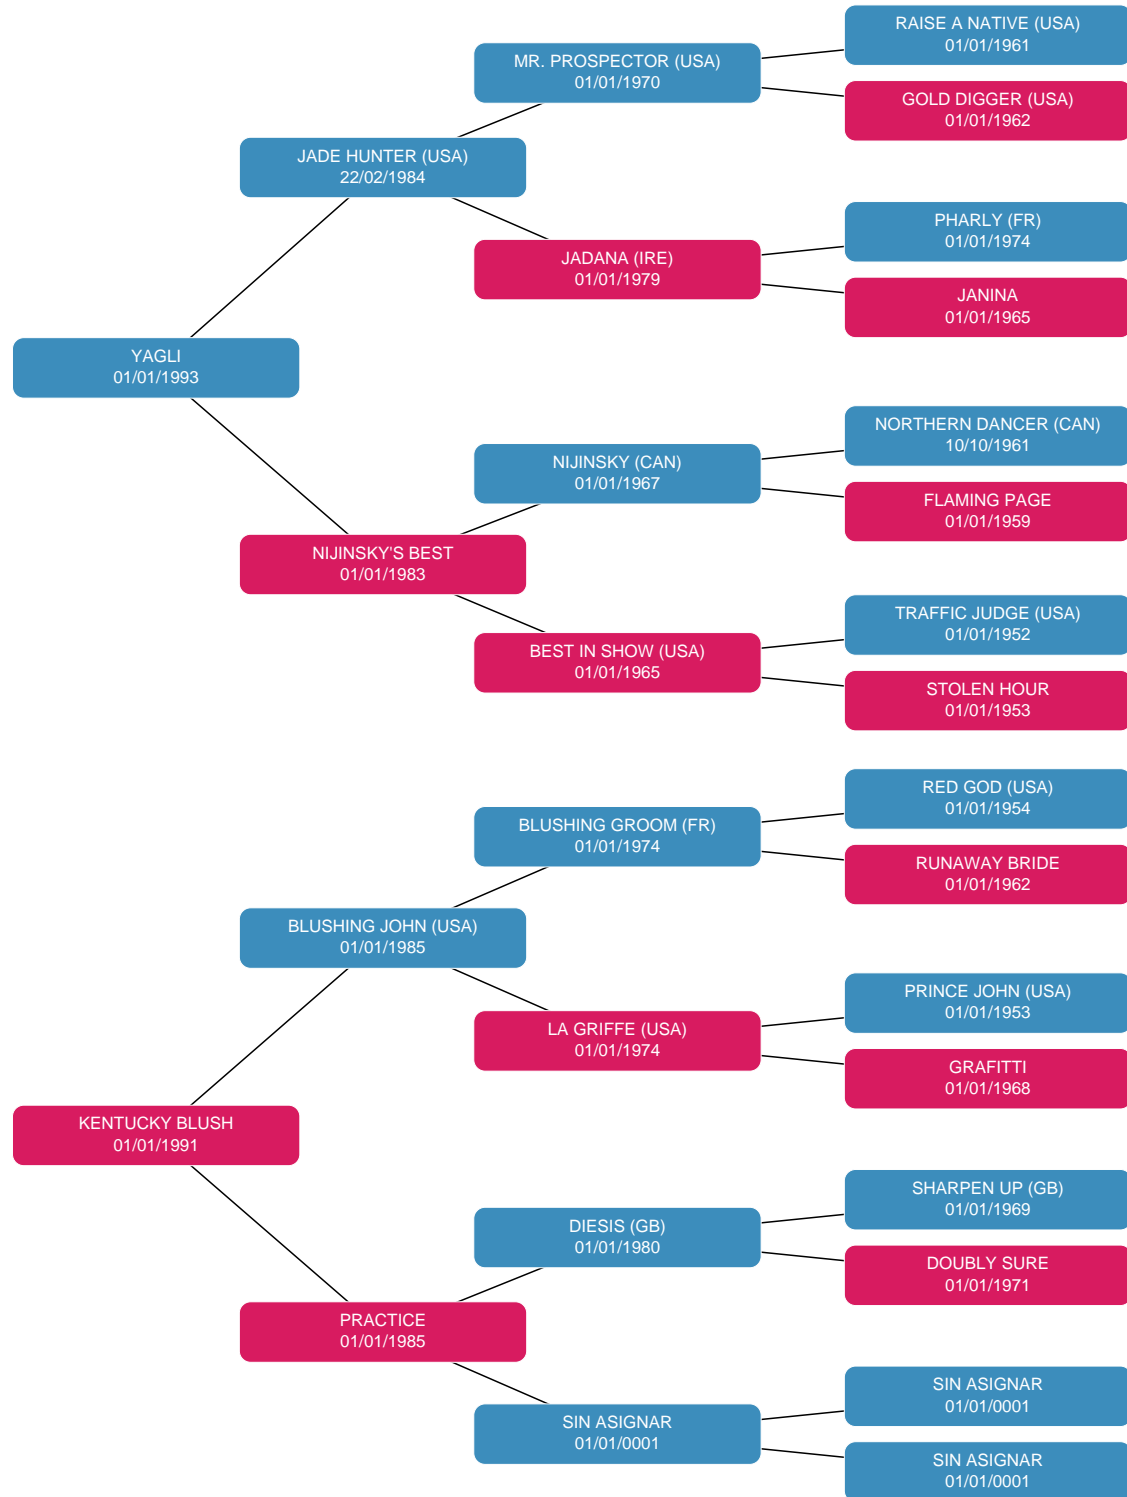 RAISE A NATIVE (USA)
01/01/1961
MR. PROSPECTOR (USA)
01/01/1970
GOLD DIGGER (USA)
01/01/1962
JADE HUNTER (USA)
22/02/1984
PHARLY (FR)
01/01/1974
JADANA (IRE)
01/01/1979
JANINA
01/01/1965
YAGLI
01/01/1993
NORTHERN DANCER (CAN)
10/10/1961
NIJINSKY (CAN)
01/01/1967
FLAMING PAGE
01/01/1959
NIJINSKY'S BEST
01/01/1983
TRAFFIC JUDGE (USA)
01/01/1952
BEST IN SHOW (USA)
01/01/1965
STOLEN HOUR
01/01/1953
RED GOD (USA)
01/01/1954
BLUSHING GROOM (FR)
01/01/1974
RUNAWAY BRIDE
01/01/1962
BLUSHING JOHN (USA)
01/01/1985
PRINCE JOHN (USA)
01/01/1953
LA GRIFFE (USA)
01/01/1974
GRAFITTI
01/01/1968
KENTUCKY BLUSH
01/01/1991
SHARPEN UP (GB)
01/01/1969
DIESIS (GB)
01/01/1980
DOUBLY SURE
01/01/1971
PRACTICE
01/01/1985
SIN ASIGNAR
01/01/0001
SIN ASIGNAR
01/01/0001
SIN ASIGNAR
01/01/0001